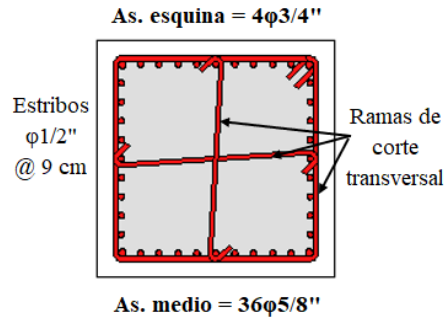 As. esquina = 4φ3/4"
Estribos
φ1/2"
@ 9 cm
Ramas de
corte
transversal
As. medio = 36φ5/8"